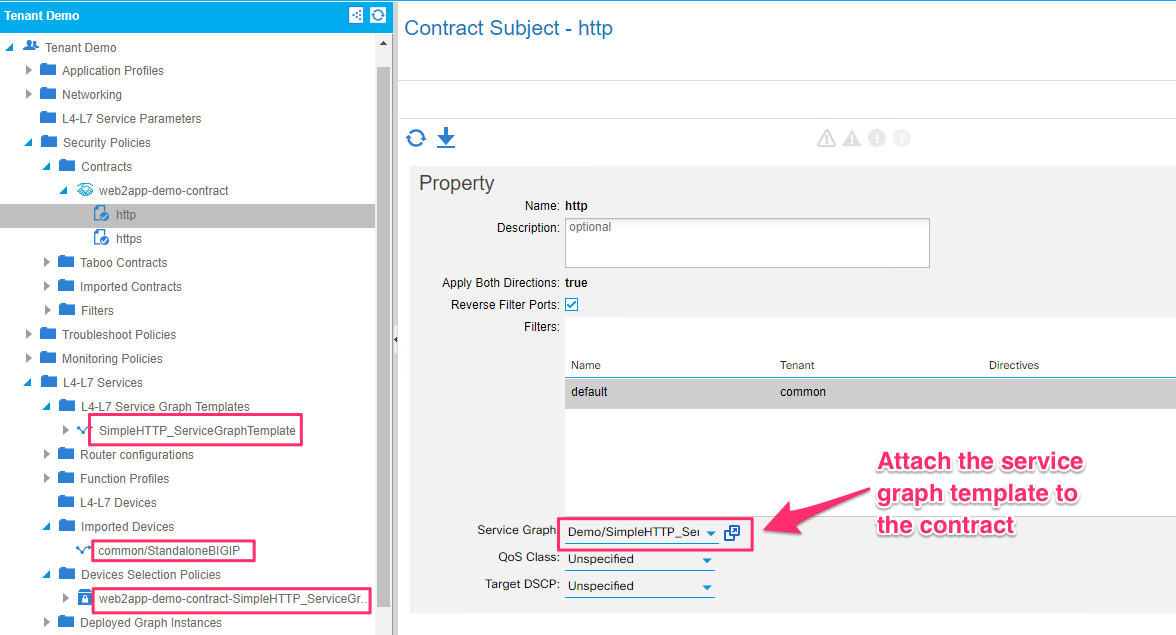 Tenant Demo
Tenant Demo
Application Profiles
Networking
L4-L7 Service Parameters
Security Policies
Contracts
web2app-demo-contract
http
https
Taboo Contracts
Imported Contracts
Filters
Troubleshoot Policies
Monitoring Policies
L4-L7 Services
L4-L7 Service Graph Templates
SimpleHTTP_ServiceGraphTemplate
Router configurations
Function Profiles
L4-L7 Devices
Imported Devices
common/StandaloneBIGIP
Devices Selection Policies
web2app-demo-contract-SimpleHTTP_ServiceGr..
Deployed Graph Instances
Contract Subject - http
Property
Name: http
Description: optional
Apply Both Directions: true
Reverse Filter Ports:
Filters:
Name Tenant Directives
default common
Attach the service
graph template to
the contract
Service Graph: Demo/SimpleHTTP_Ser
QoS Class: Unspecified
Target DSCP: Unspecified